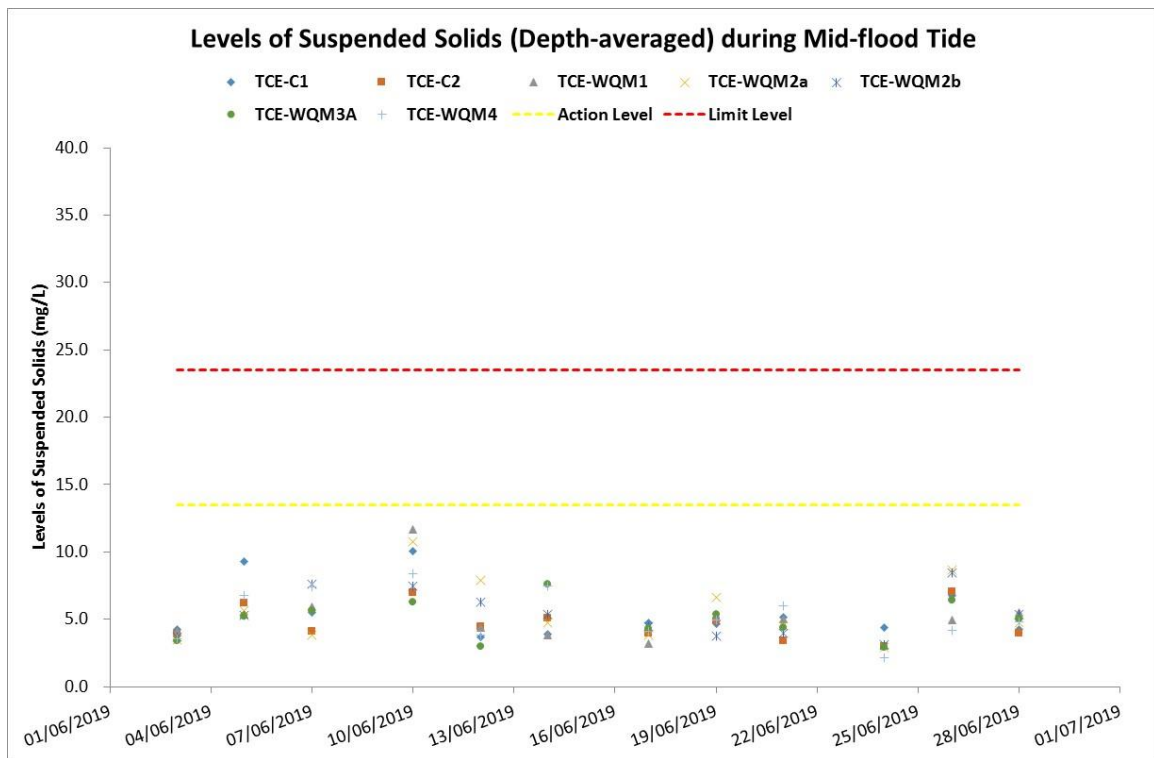 Levels of Suspended Solids (Depth-averaged) during Mid-flood Tide
TCE-C1 TCE-C2 TCE-WQM1 TCE-WQM2a TCE-WQM2b
TCE-WQM3A TCE-WQM4 Action Level Limit Level
Levels of Suspended Solids (mg/L)
40.0
35.0
30.0
25.0
20.0
15.0
10.0
5.0
0.0
01/06/2019 04/06/2019 07/06/2019 10/06/2019 13/06/2019 16/06/2019 19/06/2019 22/06/2019 25/06/2019 28/06/2019 01/07/2019